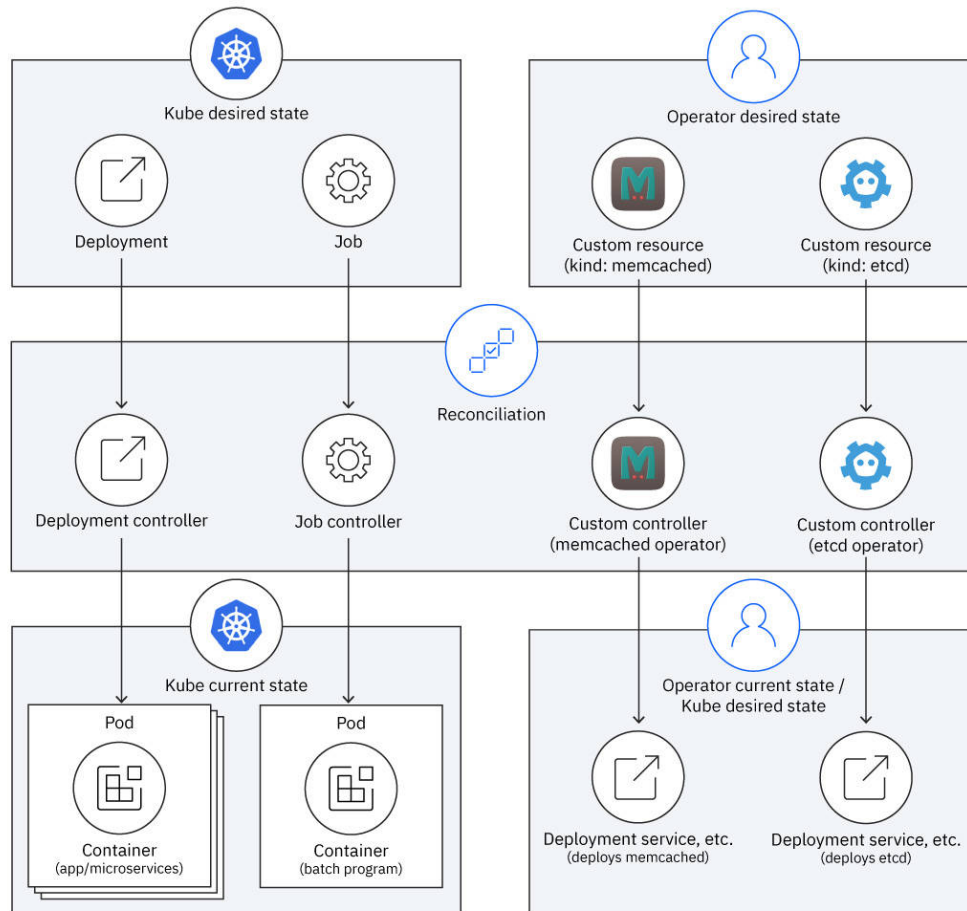 Kube desired state
Operator desired state
Deployment
Job
Custom resource
(kind: memcached)
Custom resource
(kind: etcd)
Reconciliation
Deployment controller
Job controller
Custom controller
(memcached operator)
Custom controller
(etcd operator)
Kube current state
Operator current state /
Kube desired state
Pod
Pod
Container
(app/microservices)
Container
(batch program)
Deployment service, etc.
(deploys memcached)
Deployment service, etc.
(deploys etcd)